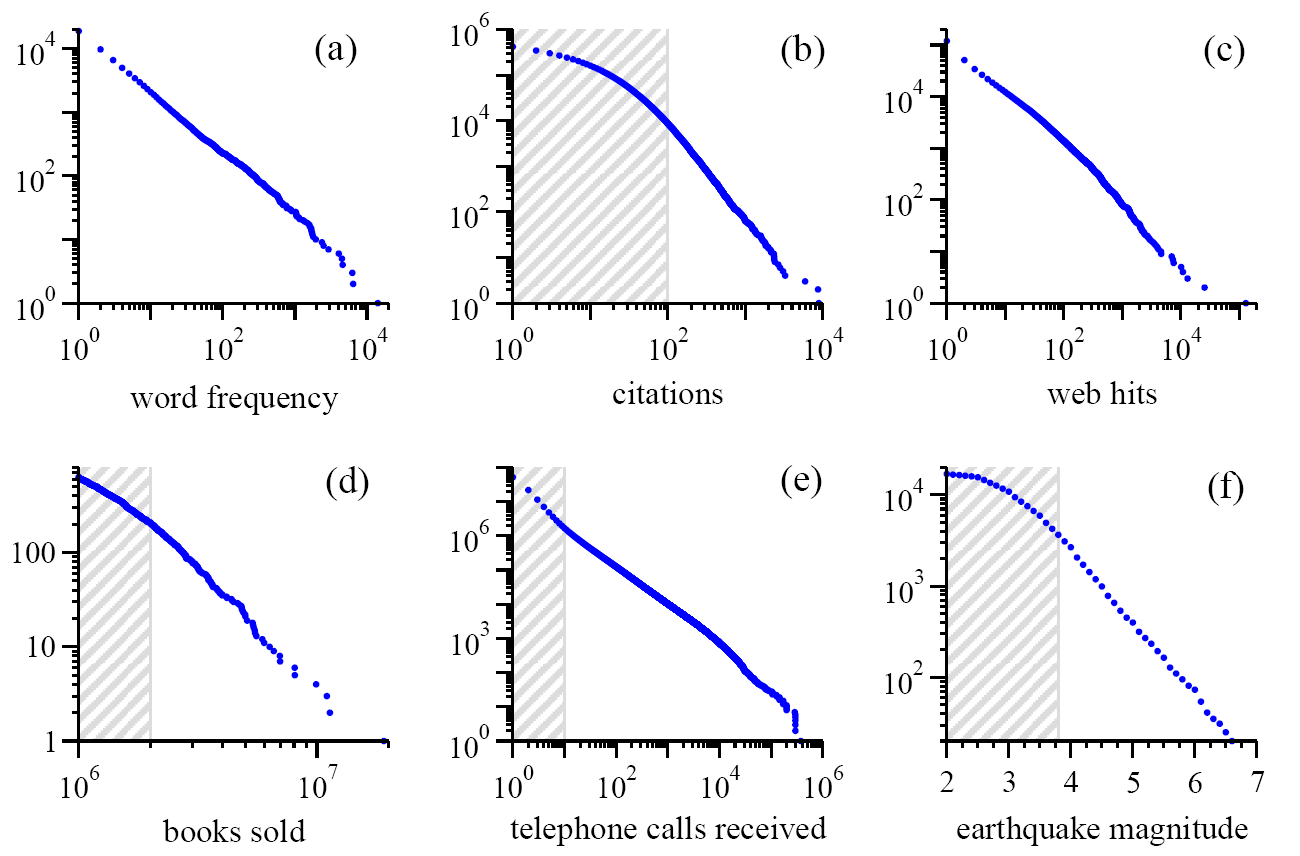 (a)
10^4
10^2
10^0
10^0 10^2 10^4
word frequency
(b)
10^6
10^4
10^2
10^0
10^0 10^2 10^4
citations
(c)
10^4
10^2
10^0
10^0 10^2 10^4
web hits
(d)
100
10
1
10^6 10^7
books sold
(e)
10^6
10^3
10^0
10^0 10^2 10^4 10^6
telephone calls received
(f)
10^4
10^3
10^2
2 3 4 5 6 7
earthquake magnitude